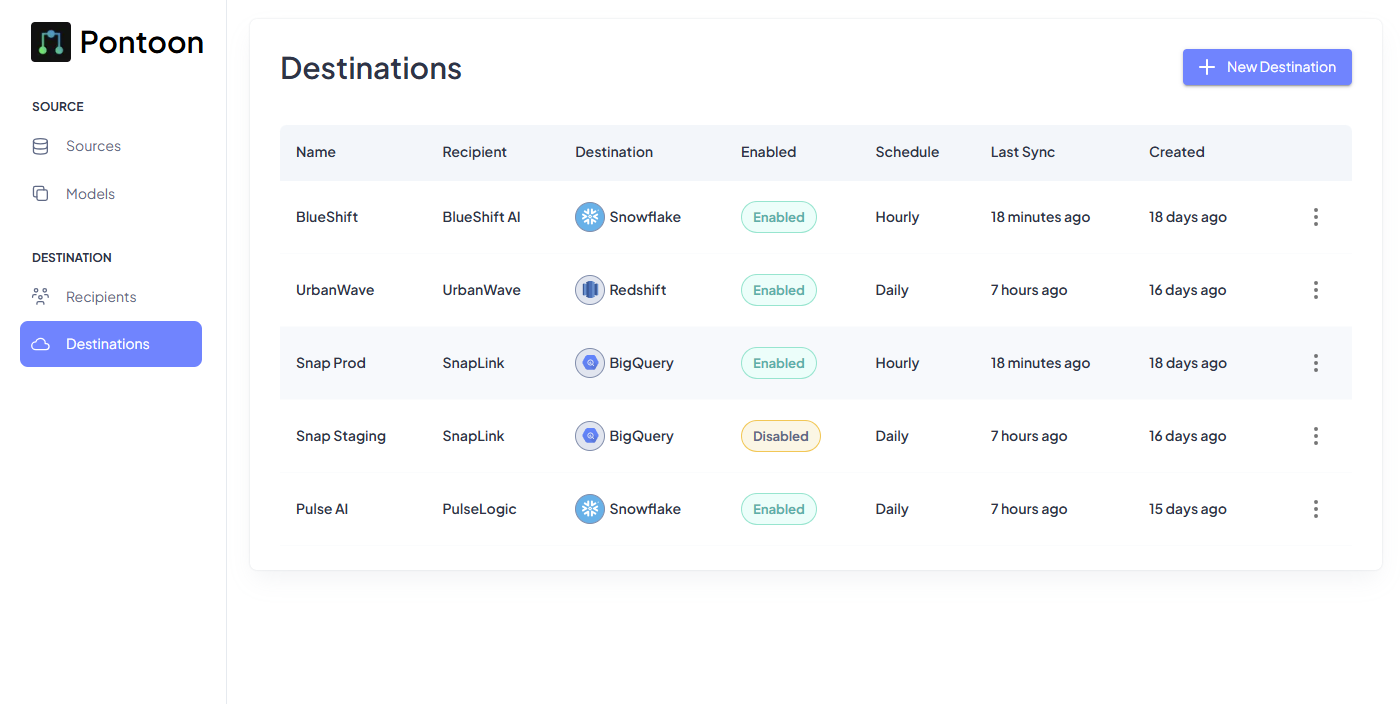 Pontoon
SOURCE
Sources
Models
DESTINATION
Recipients
Destinations
Destinations
New Destination
Name Recipient Destination Enabled Schedule Last Sync Created
BlueShift BlueShift AI Snowflake Enabled Hourly 18 minutes ago 18 days ago
UrbanWave UrbanWave Redshift Enabled Daily 7 hours ago 16 days ago
Snap Prod SnapLink BigQuery Enabled Hourly 18 minutes ago 18 days ago
Snap Staging SnapLink BigQuery Disabled Daily 7 hours ago 16 days ago
Pulse AI PulseLogic Snowflake Enabled Daily 7 hours ago 15 days ago